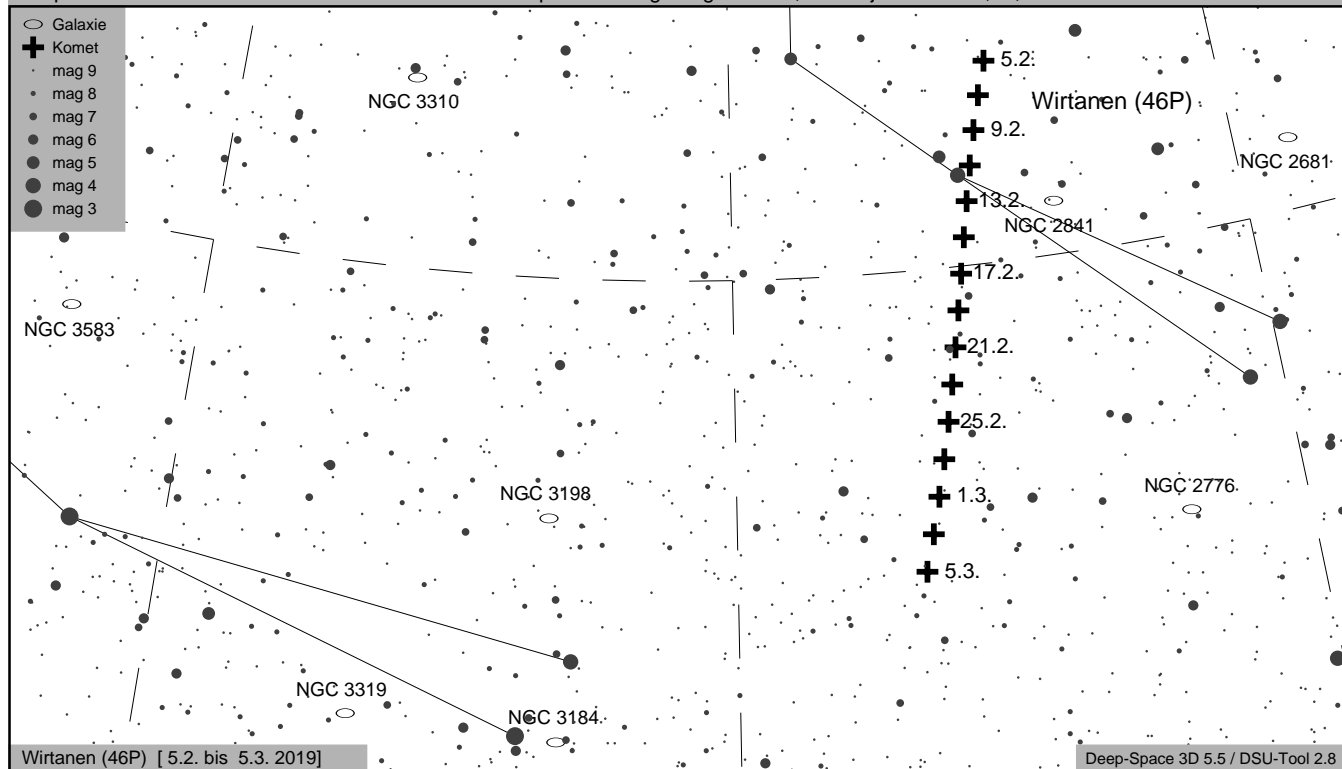 Galaxie
Komet
mag 9
mag 8
mag 7
mag 6
mag 5
mag 4
mag 3
NGC 3310
5.2.
Wirtanen (46P)
9.2.
NGC 2681
13.2.
NGC 2841
17.2.
NGC 3583
21.2.
25.2.
NGC 3198
1.3.
NGC 2776
5.3.
NGC 3319
NGC 3184
Wirtanen (46P) [ 5.2. bis 5.3. 2019]
Deep-Space 3D 5.5 / DSU-Tool 2.8